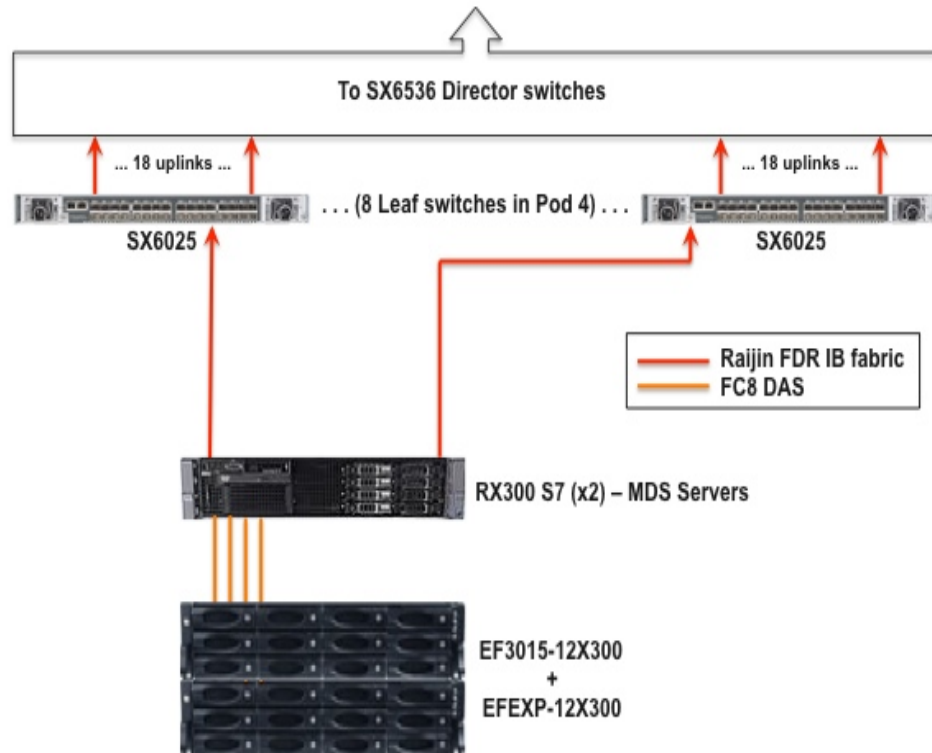 To SX6536 Director switches
... 18 uplinks ...
... 18 uplinks ...
. . . (8 Leaf switches in Pod 4) . . .
SX6025
SX6025
Raijin FDR IB fabric
FC8 DAS
RX300 S7 (x2) – MDS Servers
EF3015-12X300
+
EFEXP-12X300